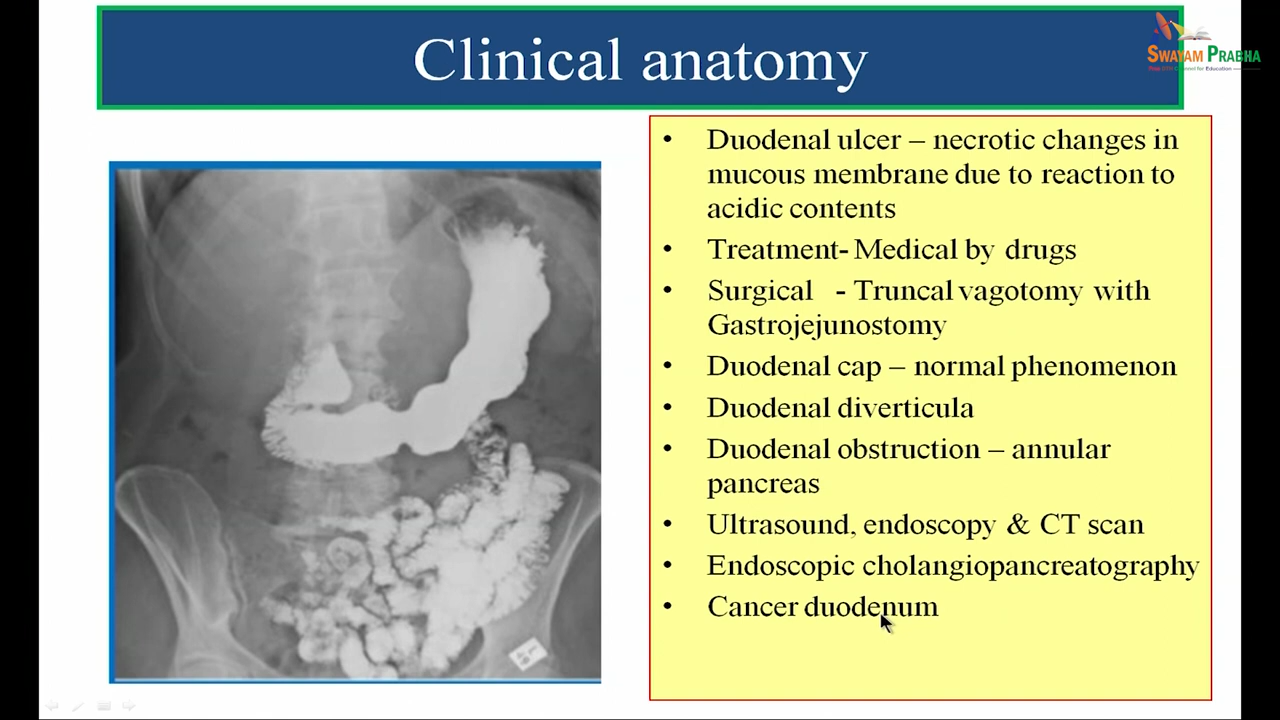 Clinical anatomy
SWAYAM PRABHA
• Duodenal ulcer – necrotic changes in
mucous membrane due to reaction to
acidic contents
• Treatment- Medical by drugs
• Surgical - Truncal vagotomy with
Gastrojejunostomy
• Duodenal cap – normal phenomenon
• Duodenal diverticula
• Duodenal obstruction – annular
pancreas
• Ultrasound, endoscopy & CT scan
• Endoscopic cholangiopancreatography
• Cancer duodenum